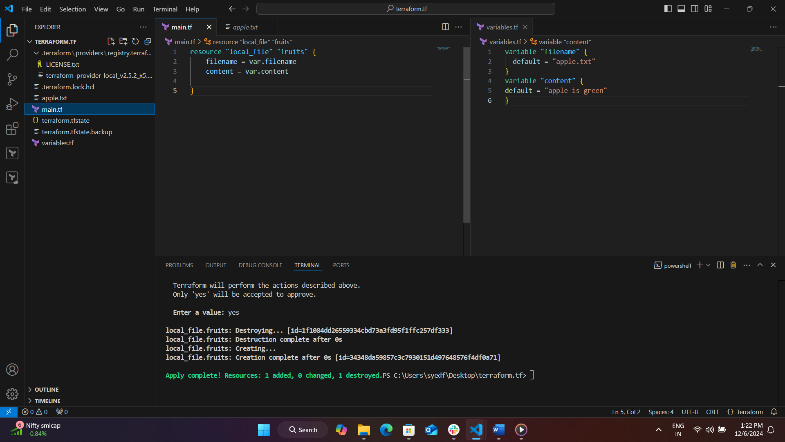 File Edit Selection View Go Run Terminal Help
terraform.tf
EXPLORER
TERRAFORM.TF
.terraform \ providers \ registry.terraf...
LICENSE.txt
terraform-provider-local_v2.5.2_x5....
.terraform.lock.hcl
apple.txt
main.tf
terraform.tfstate
terraform.tfstate.backup
variables.tf
OUTLINE
TIMELINE
main.tf apple.txt
main.tf > resource "local_file" "fruits"
1 resource "local_file" "fruits" {
2 filename = var.filename
3 content = var.content
4
5 }
variables.tf
variables.tf > variable "content"
1 variable "filename" {
2 default = "apple.txt"
3 }
4 variable "content" {
5 default = "apple is green"
6 }
PROBLEMS OUTPUT DEBUG CONSOLE TERMINAL PORTS
powershell
Terraform will perform the actions described above.
Only 'yes' will be accepted to approve.
Enter a value: yes
local_file.fruits: Destroying... [id=1f1084dd26559334cbd73a3fd95f1ffc257df333]
local_file.fruits: Destruction complete after 0s
local_file.fruits: Creating...
local_file.fruits: Creation complete after 0s [id=34348da59857c3c7930151d497648576f4df0a71]
Apply complete! Resources: 1 added, 0 changed, 1 destroyed.PS C:\Users\syedf\Desktop\terraform.tf>
0 0 0
Ln 5, Col 2 Spaces: 4 UTF-8 CRLF Terraform
Nifty smlcap
-0.84%
Search
ENG
IN
1:22 PM
12/6/2024